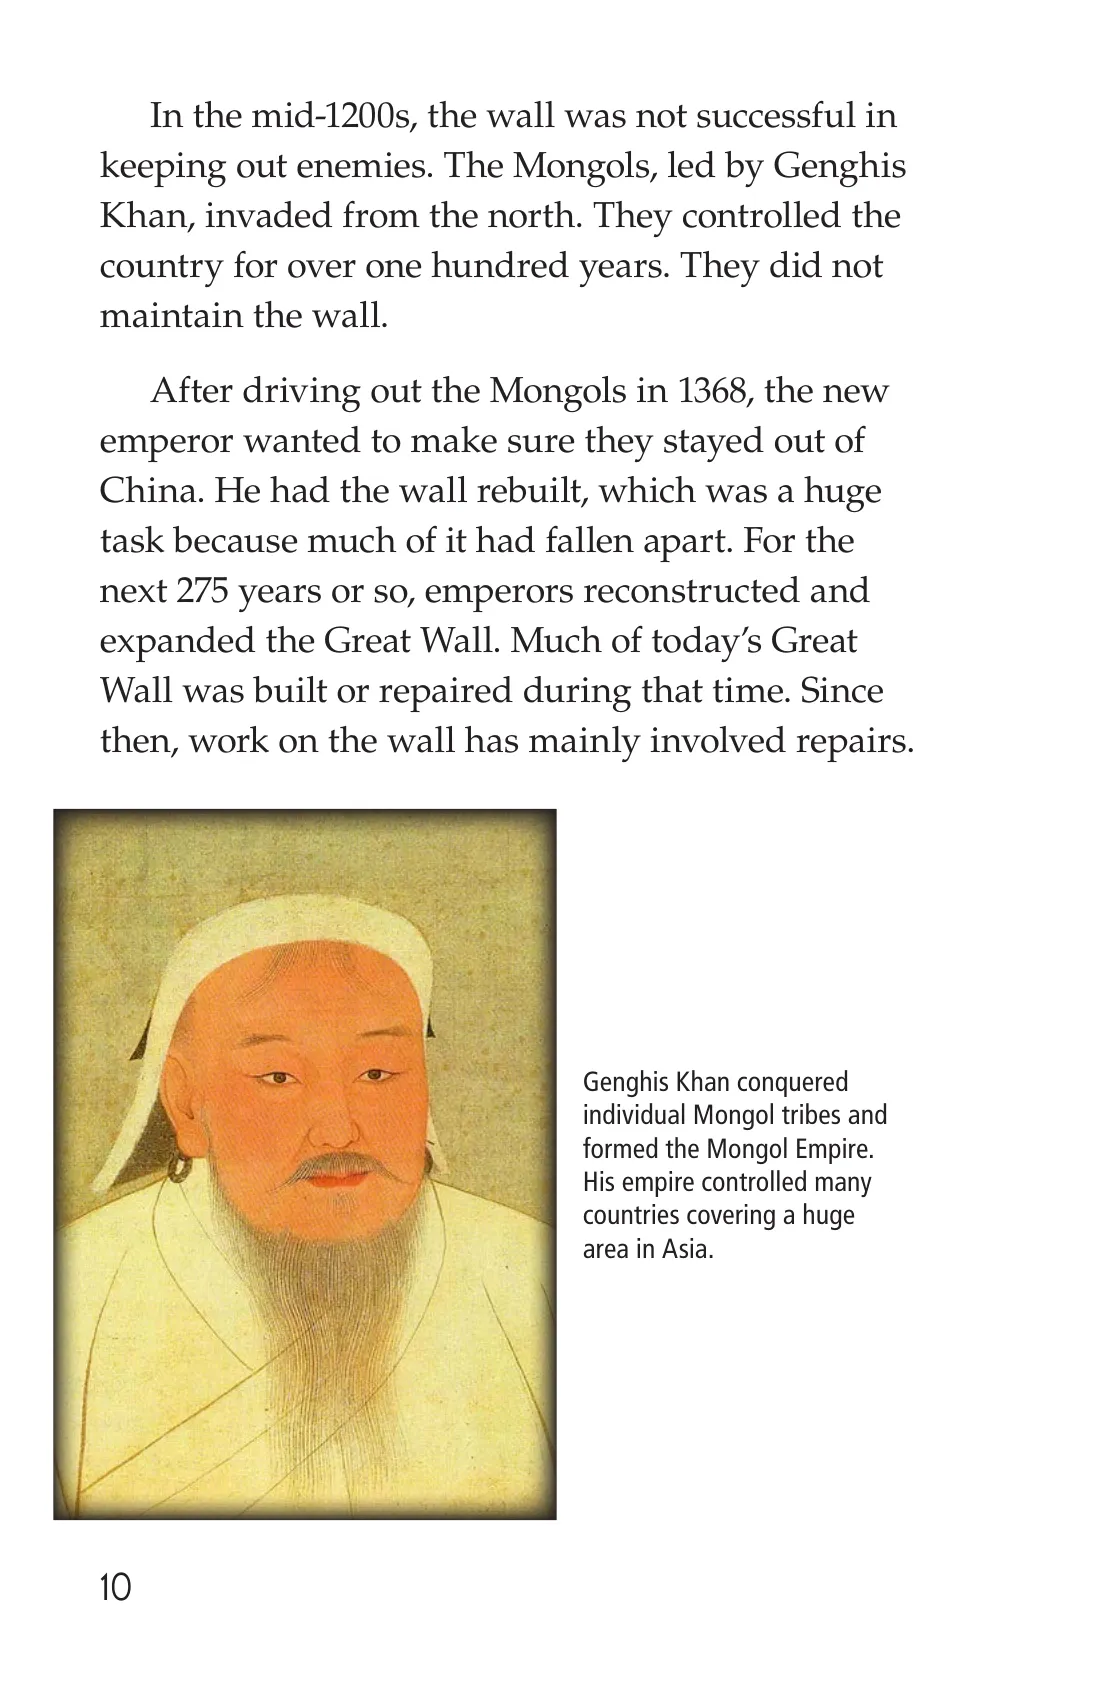 In the mid-1200s, the wall was not successful in
keeping out enemies. The Mongols, led by Genghis
Khan, invaded from the north. They controlled the
country for over one hundred years. They did not
maintain the wall.
After driving out the Mongols in 1368, the new
emperor wanted to make sure they stayed out of
China. He had the wall rebuilt, which was a huge
task because much of it had fallen apart. For the
next 275 years or so, emperors reconstructed and
expanded the Great Wall. Much of today’s Great
Wall was built or repaired during that time. Since
then, work on the wall has mainly involved repairs.
Genghis Khan conquered
individual Mongol tribes and
formed the Mongol Empire.
His empire controlled many
countries covering a huge
area in Asia.
10